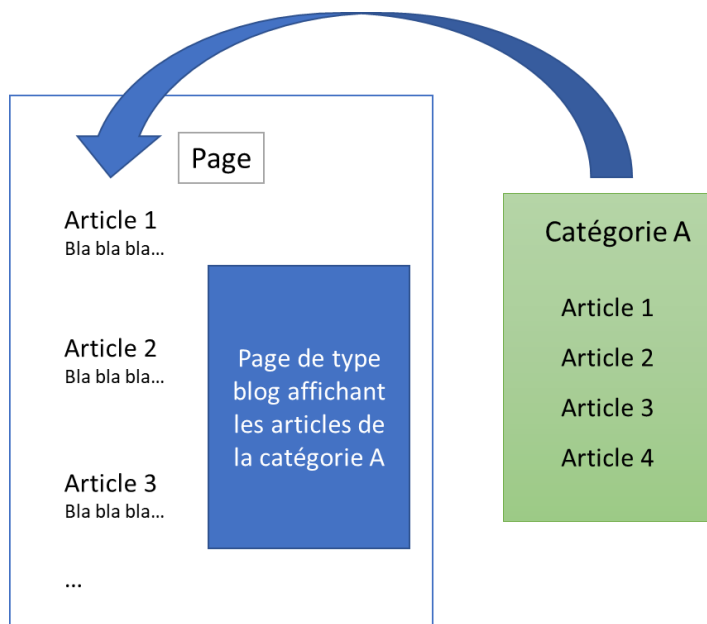 Page
Article 1
Bla bla bla...
Article 2
Bla bla bla...
Article 3
Bla bla bla...
...
Page de type
blog affichant
les articles de
la catégorie A
Catégorie A
Article 1
Article 2
Article 3
Article 4